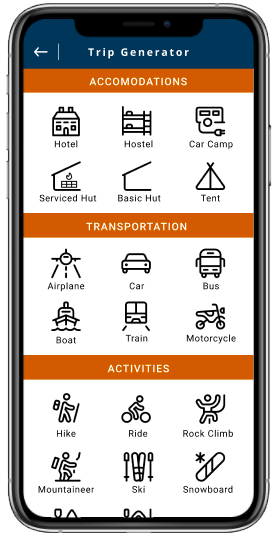 Trip Generator
ACCOMODATIONS
Hotel Hostel Car Camp
Serviced Hut Basic Hut Tent
TRANSPORTATION
Airplane Car Bus
Boat Train Motorcycle
ACTIVITIES
Hike Ride Rock Climb
Mountaineer Ski Snowboard